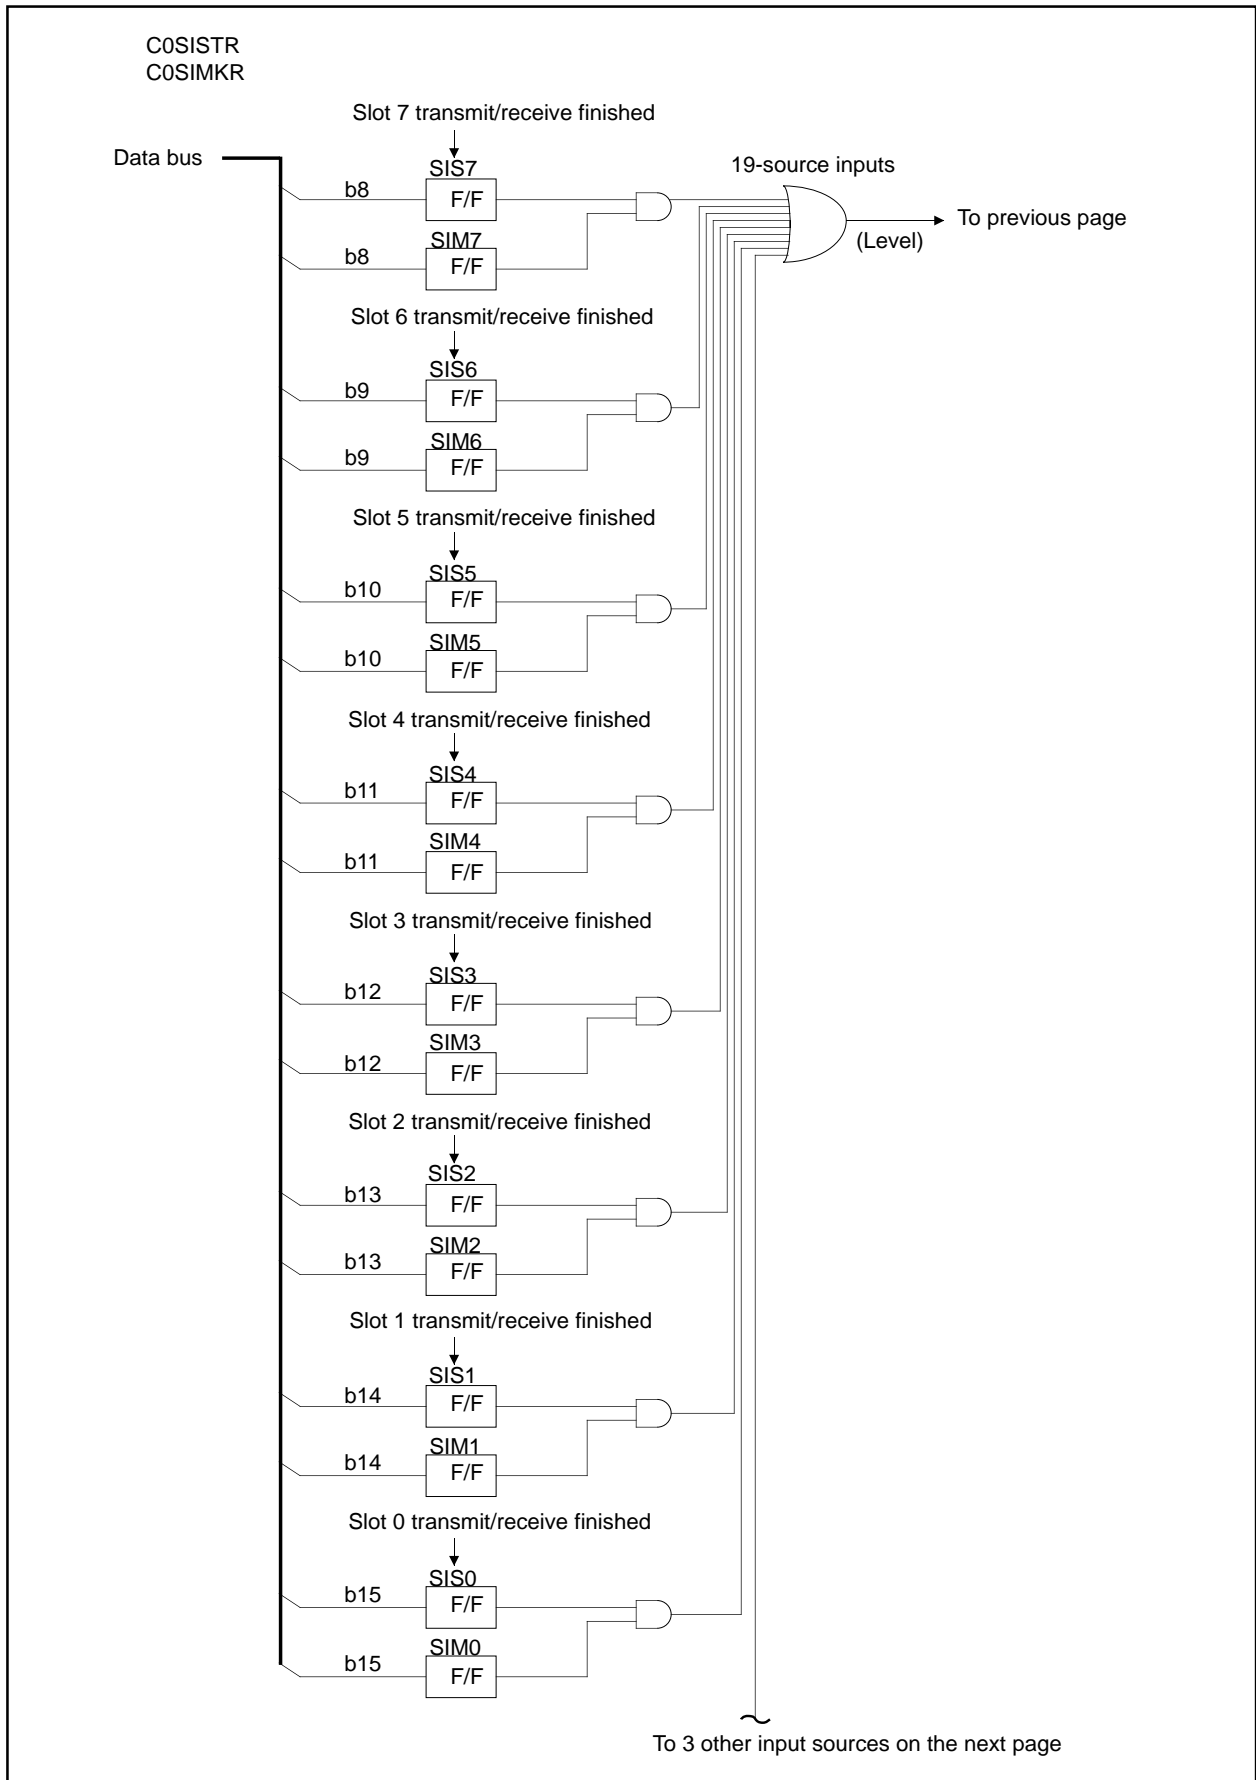 C0SISTR
C0SIMKR
Slot 7 transmit/receive finished
Data bus
SIS7
19-source inputs
b8
F/F
To previous page
(Level)
SIM7
b8
F/F
Slot 6 transmit/receive finished
SIS6
b9
F/F
SIM6
b9
F/F
Slot 5 transmit/receive finished
SIS5
b10
F/F
SIM5
b10
F/F
Slot 4 transmit/receive finished
SIS4
b11
F/F
SIM4
b11
F/F
Slot 3 transmit/receive finished
SIS3
b12
F/F
SIM3
b12
F/F
Slot 2 transmit/receive finished
SIS2
b13
F/F
SIM2
b13
F/F
Slot 1 transmit/receive finished
SIS1
b14
F/F
SIM1
b14
F/F
Slot 0 transmit/receive finished
SIS0
b15
F/F
SIM0
b15
F/F
To 3 other input sources on the next page